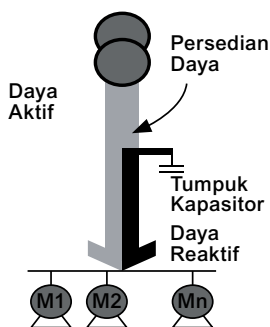 Persedian
Daya
Daya
Aktif
Tumpuk
Kapasitor
Daya
Reaktif
M1 M2 Mn